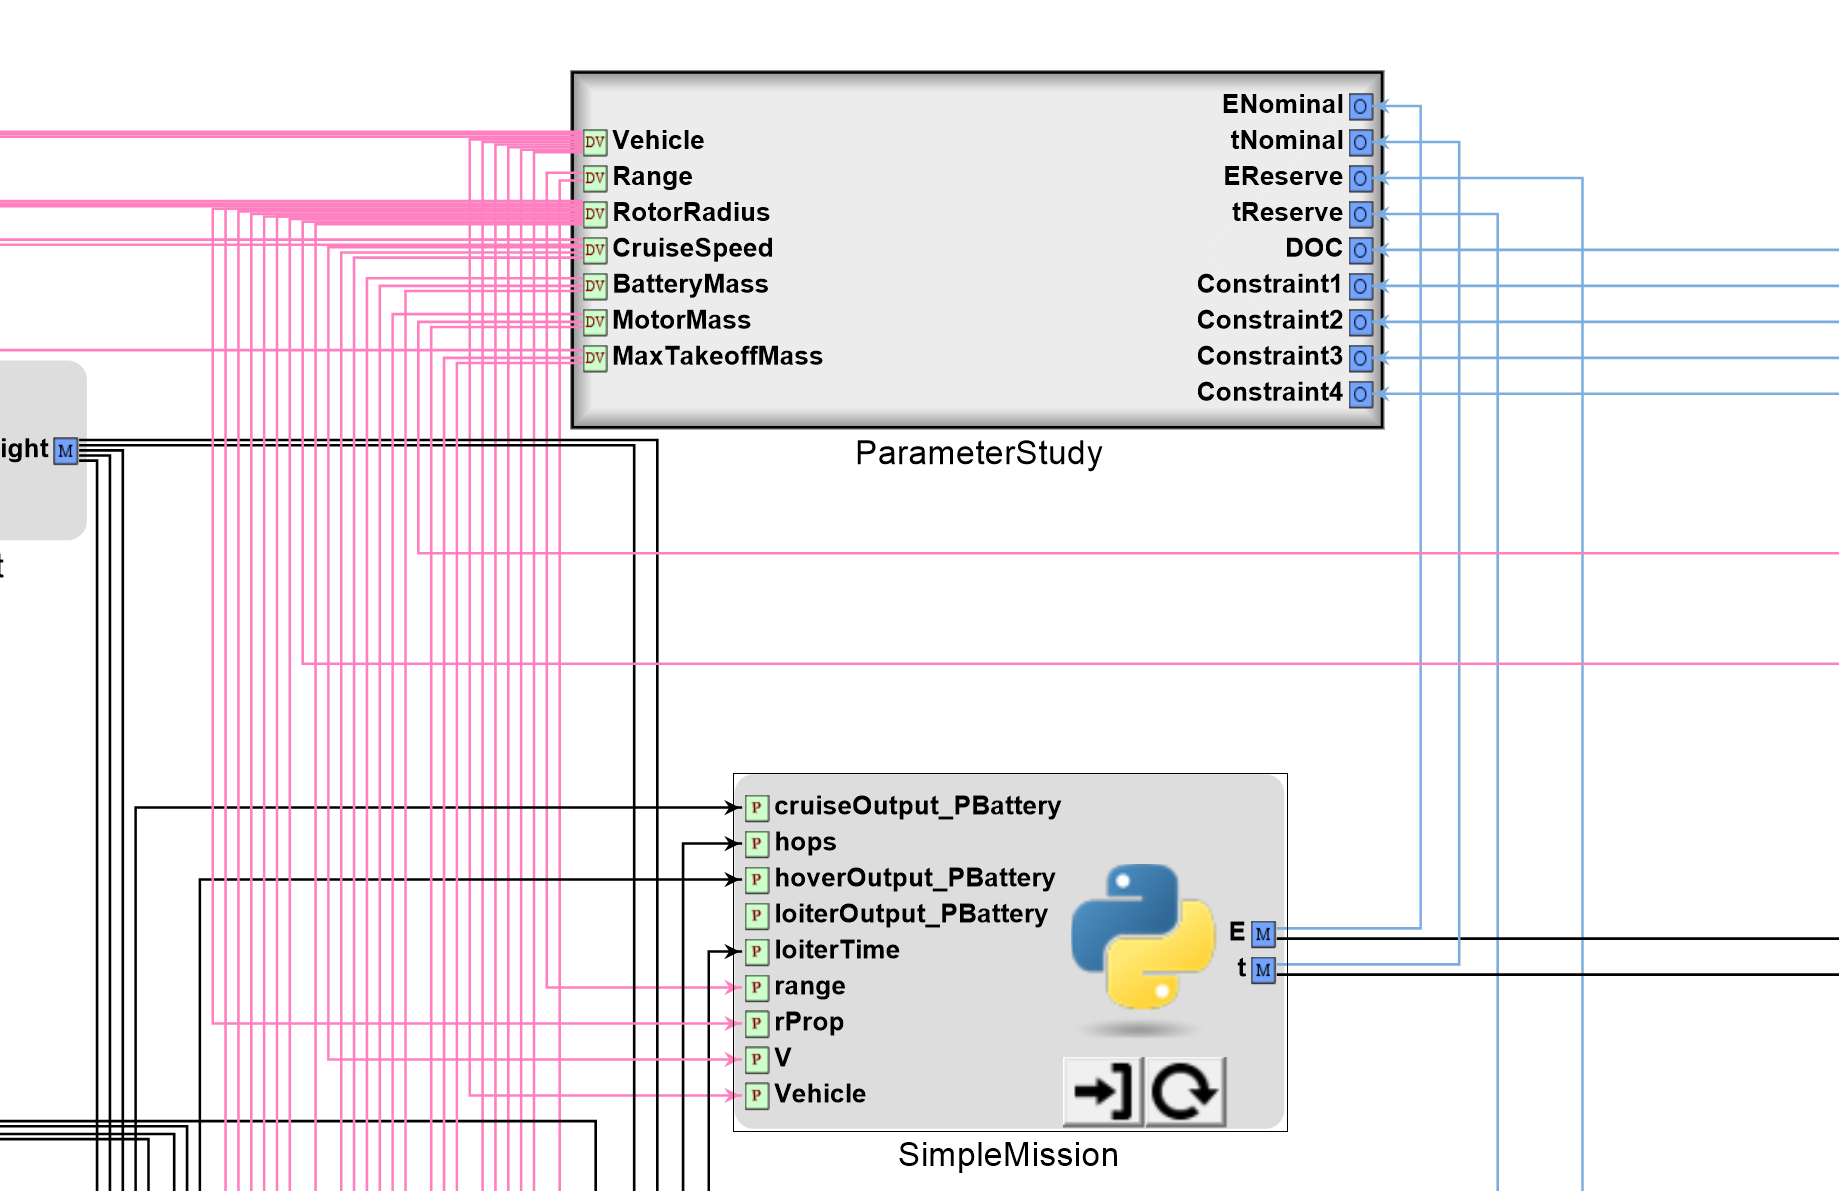 ENominal
DV Vehicle tNominal O
DV Range EReserve O
DV RotorRadius tReserve O
DV CruiseSpeed DOC O
DV BatteryMass Constraint1 O
DV MotorMass Constraint2 O
DV MaxTakeoffMass Constraint3 O
Constraint4 O
ParameterStudy
ight M
t
P cruiseOutput_PBattery
P hops
P hoverOutput_PBattery
P loiterOutput_PBattery
P loiterTime
P range
P rProp
P V
P Vehicle
E M
t M
SimpleMission